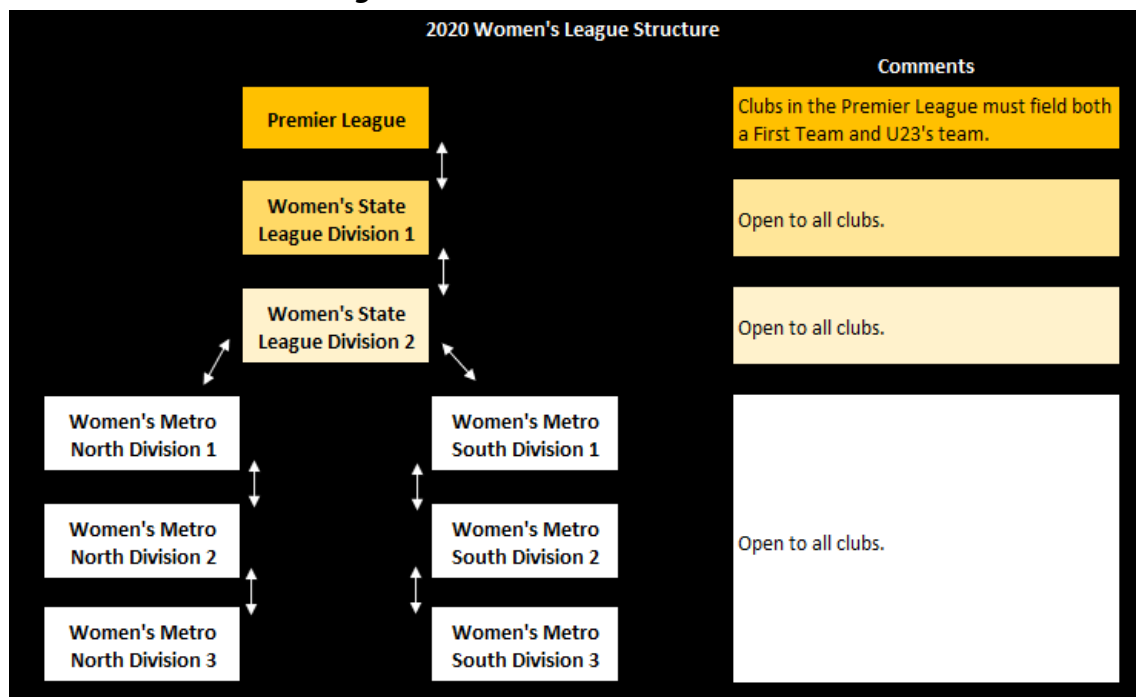 2020 Women's League Structure
Comments
Premier League
Clubs in the Premier League must field both
a First Team and U23's team.
Women's State
League Division 1
Open to all clubs.
Women's State
League Division 2
Open to all clubs.
Women's Metro
North Division 1
Women's Metro
South Division 1
Women's Metro
North Division 2
Women's Metro
South Division 2
Open to all clubs.
Women's Metro
North Division 3
Women's Metro
South Division 3